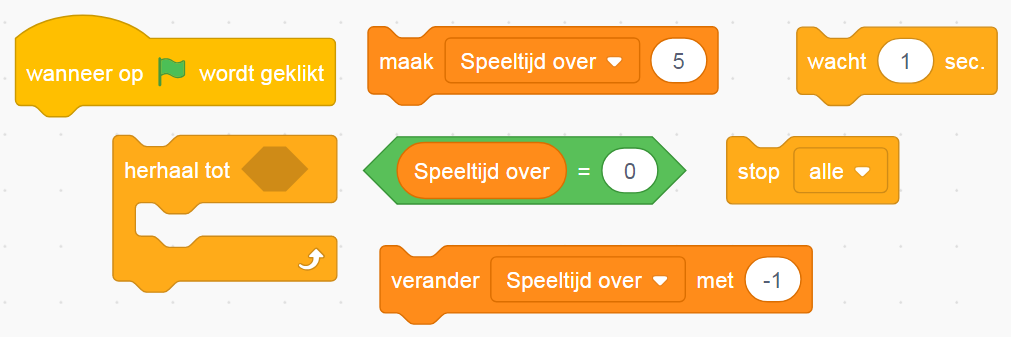 wanneer op wordt geklikt
maak Speeltijd over 5
wacht 1 sec.
herhaal tot
Speeltijd over = 0
stop alle
verander Speeltijd over met -1